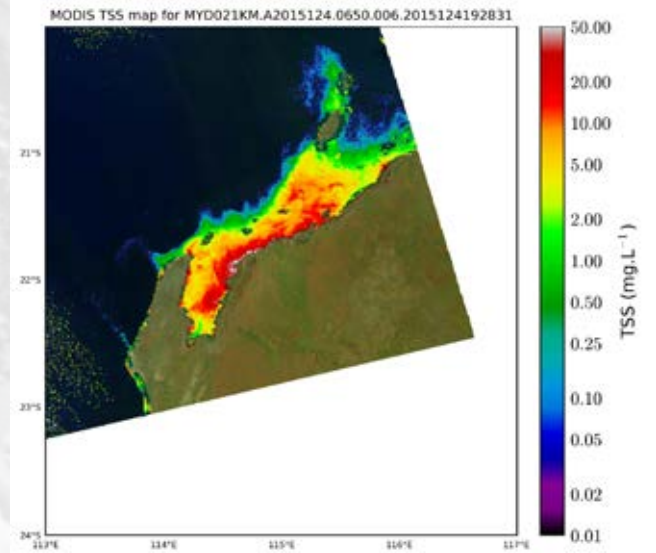 MODIS TSS map for MYD021KM.A2015124.0650.006.2015124192831
50.00
20.00
10.00
21°S
5.00
2.00
1.00
22°S
0.50
0.25
23°S
0.10
0.05
0.02
24°S
0.01
113°E
114°E
115°E
116°E
117°E
TSS (mg.L⁻¹)